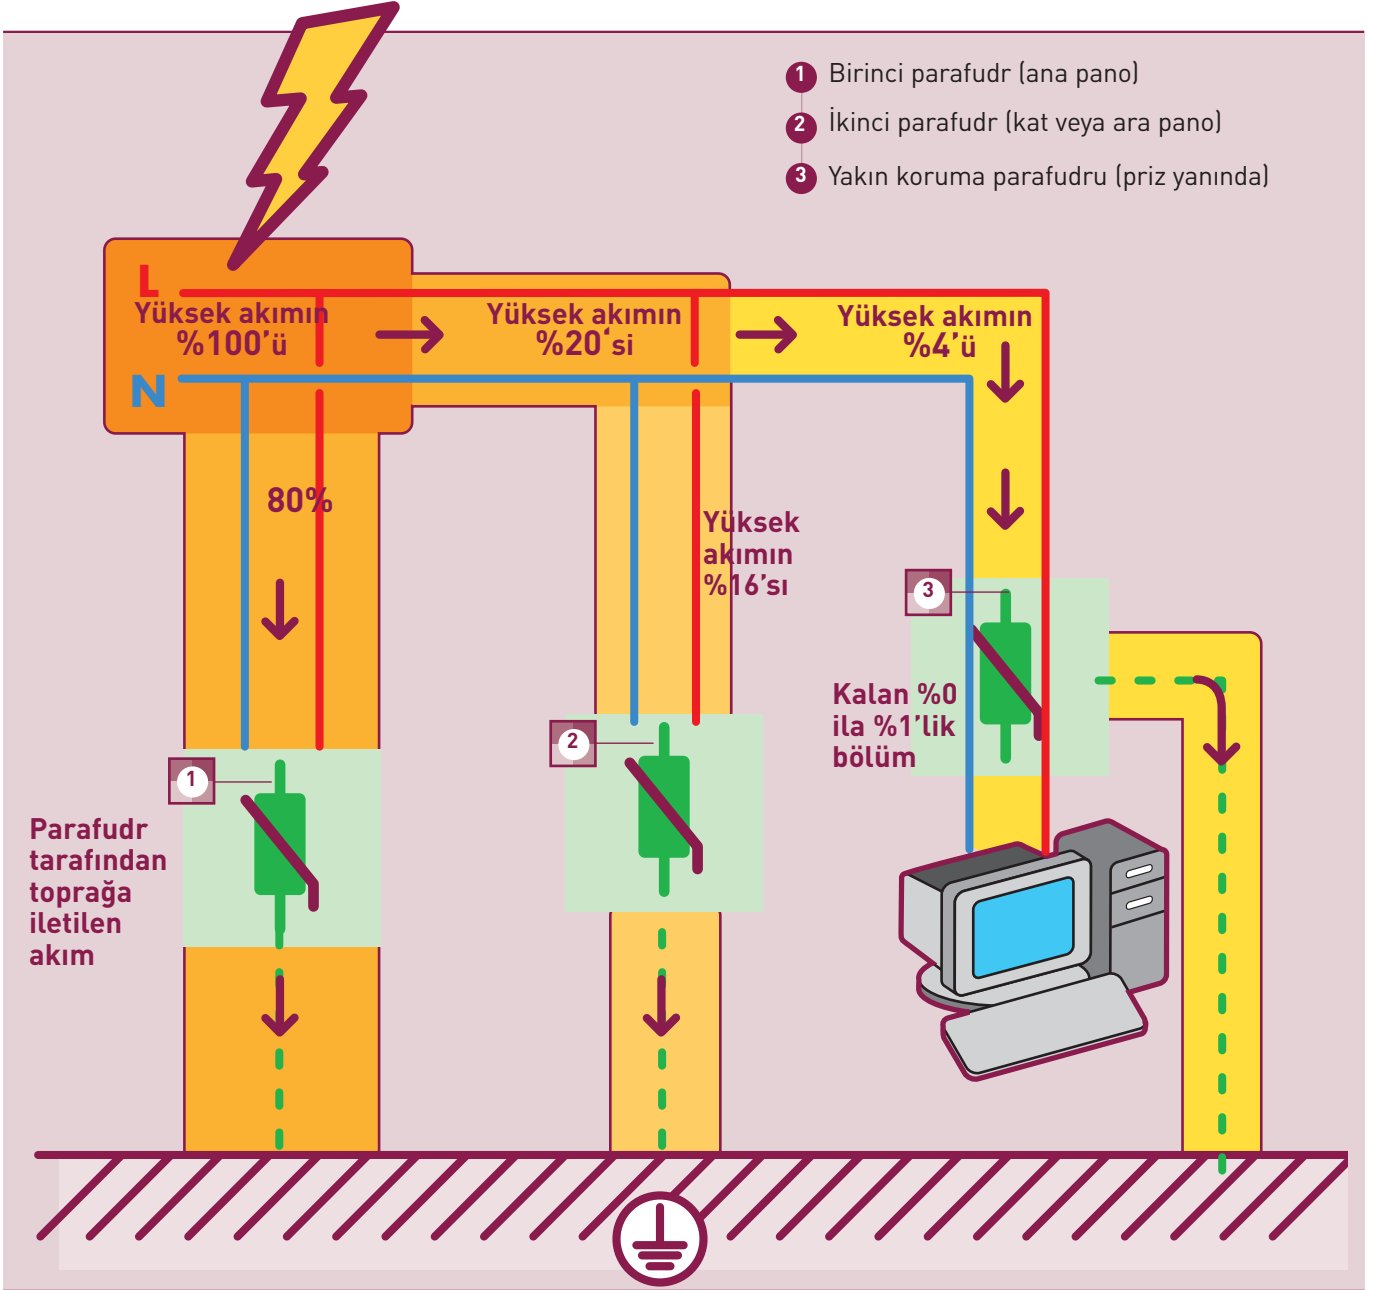 1 Birinci parafudr (ana pano)
2 İkinci parafudr (kat veya ara pano)
3 Yakın koruma parafudru (priz yanında)
L
Yüksek akımın
%100'ü
Yüksek akımın
%20‘si
Yüksek akımın
%4'ü
N
80%
Yüksek
akımın
%16'sı
3
Kalan %0
ila %1'lik
bölüm
2
1
Parafudr
tarafından
toprağa
iletilen
akım